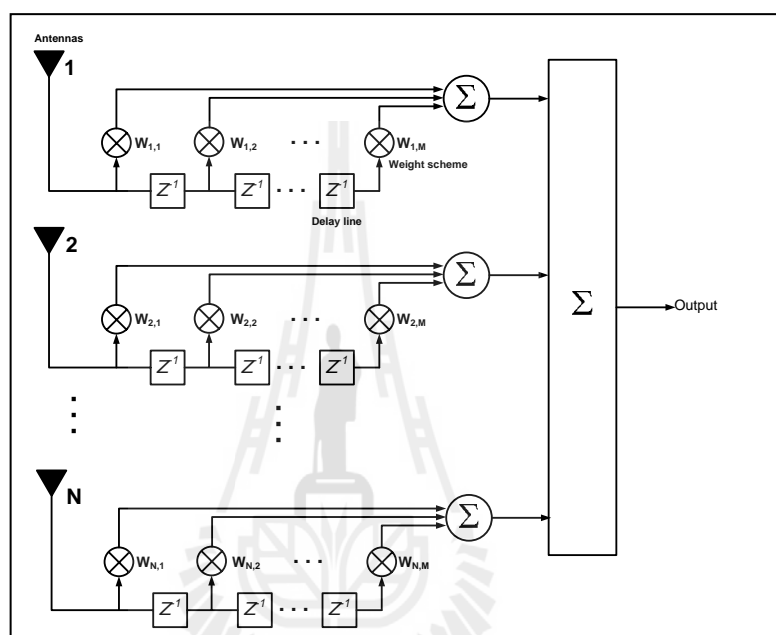 Antennas
1
Σ
W1,1
W1,2
. . .
W1,M
Weight scheme
Z-1
Z-1
. . .
Z-1
Delay line
2
Σ
W2,1
W2,2
. . .
W2,M
Σ
Output
Z-1
Z-1
. . .
Z-1
N
Σ
WN,1
WN,2
. . .
WN,M
Z-1
Z-1
. . .
Z-1